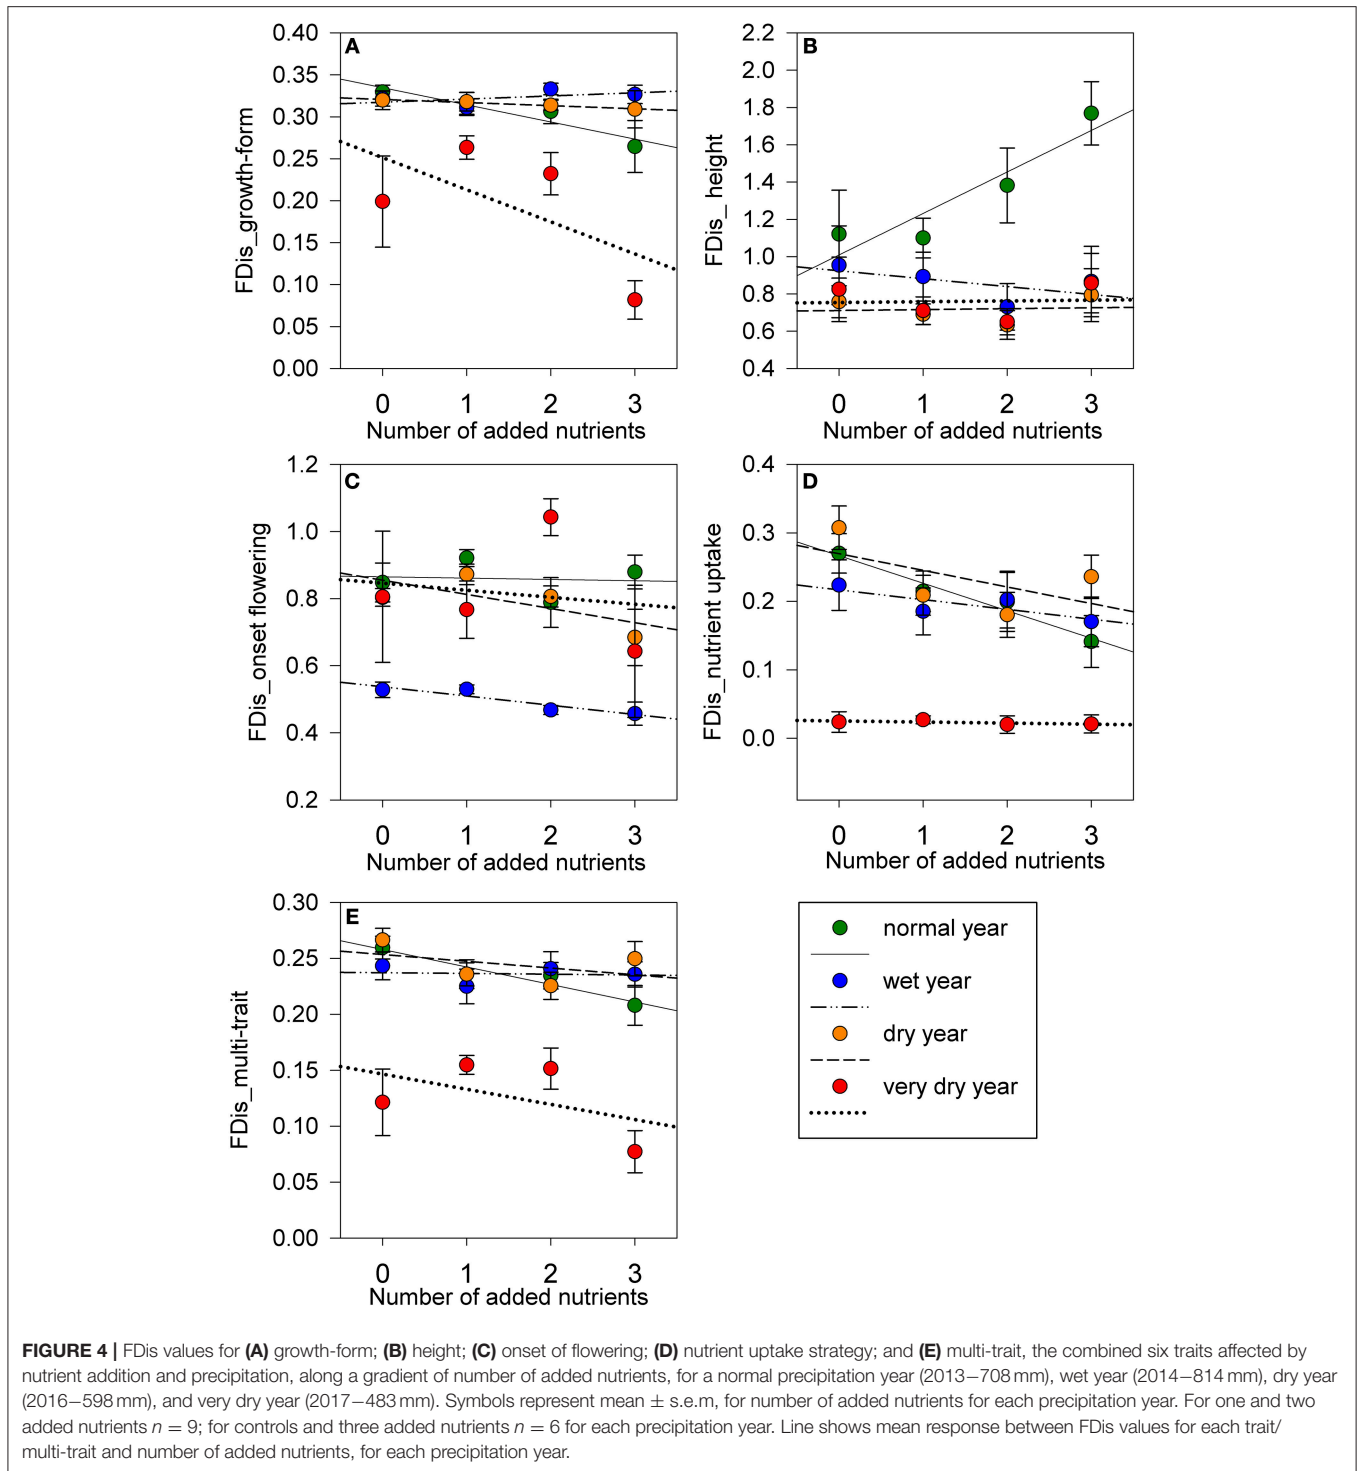 A
0.40
0.35
0.30
0.25
0.20
0.15
0.10
0.05
0.00
FDis_growth-form
0 1 2 3
Number of added nutrients
B
2.2
2.0
1.8
1.6
1.4
1.2
1.0
0.8
0.6
0.4
FDis_ height
0 1 2 3
Number of added nutrients
C
1.2
1.0
0.8
0.6
0.4
0.2
FDis_onset flowering
0 1 2 3
Number of added nutrients
D
0.4
0.3
0.2
0.1
0.0
FDis_nutrient uptake
0 1 2 3
Number of added nutrients
E
0.30
0.25
0.20
0.15
0.10
0.05
0.00
FDis_multi-trait
0 1 2 3
Number of added nutrients
normal year
wet year
dry year
very dry year
FIGURE 4 | FDis values for (A) growth-form; (B) height; (C) onset of flowering; (D) nutrient uptake strategy; and (E) multi-trait, the combined six traits affected by
nutrient addition and precipitation, along a gradient of number of added nutrients, for a normal precipitation year (2013–708 mm), wet year (2014–814 mm), dry year
(2016–598 mm), and very dry year (2017–483 mm). Symbols represent mean ± s.e.m, for number of added nutrients for each precipitation year. For one and two
added nutrients n = 9; for controls and three added nutrients n = 6 for each precipitation year. Line shows mean response between FDis values for each trait/
multi-trait and number of added nutrients, for each precipitation year.